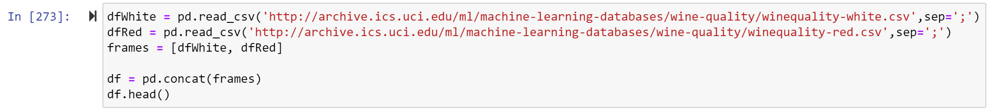 In [273]:
dfWhite = pd.read_csv('http://archive.ics.uci.edu/ml/machine-learning-databases/wine-quality/winequality-white.csv',sep=';')
dfRed = pd.read_csv('http://archive.ics.uci.edu/ml/machine-learning-databases/wine-quality/winequality-red.csv',sep=';')
frames = [dfWhite, dfRed]

df = pd.concat(frames)
df.head()